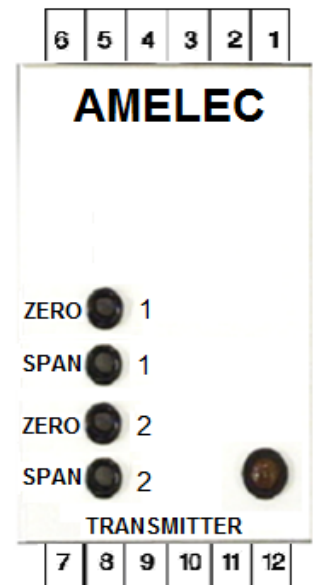 6 5 4 3 2 1
AMELEC
ZERO 1
SPAN 1
ZERO 2
SPAN 2
TRANSMITTER
7 8 9 10 11 12